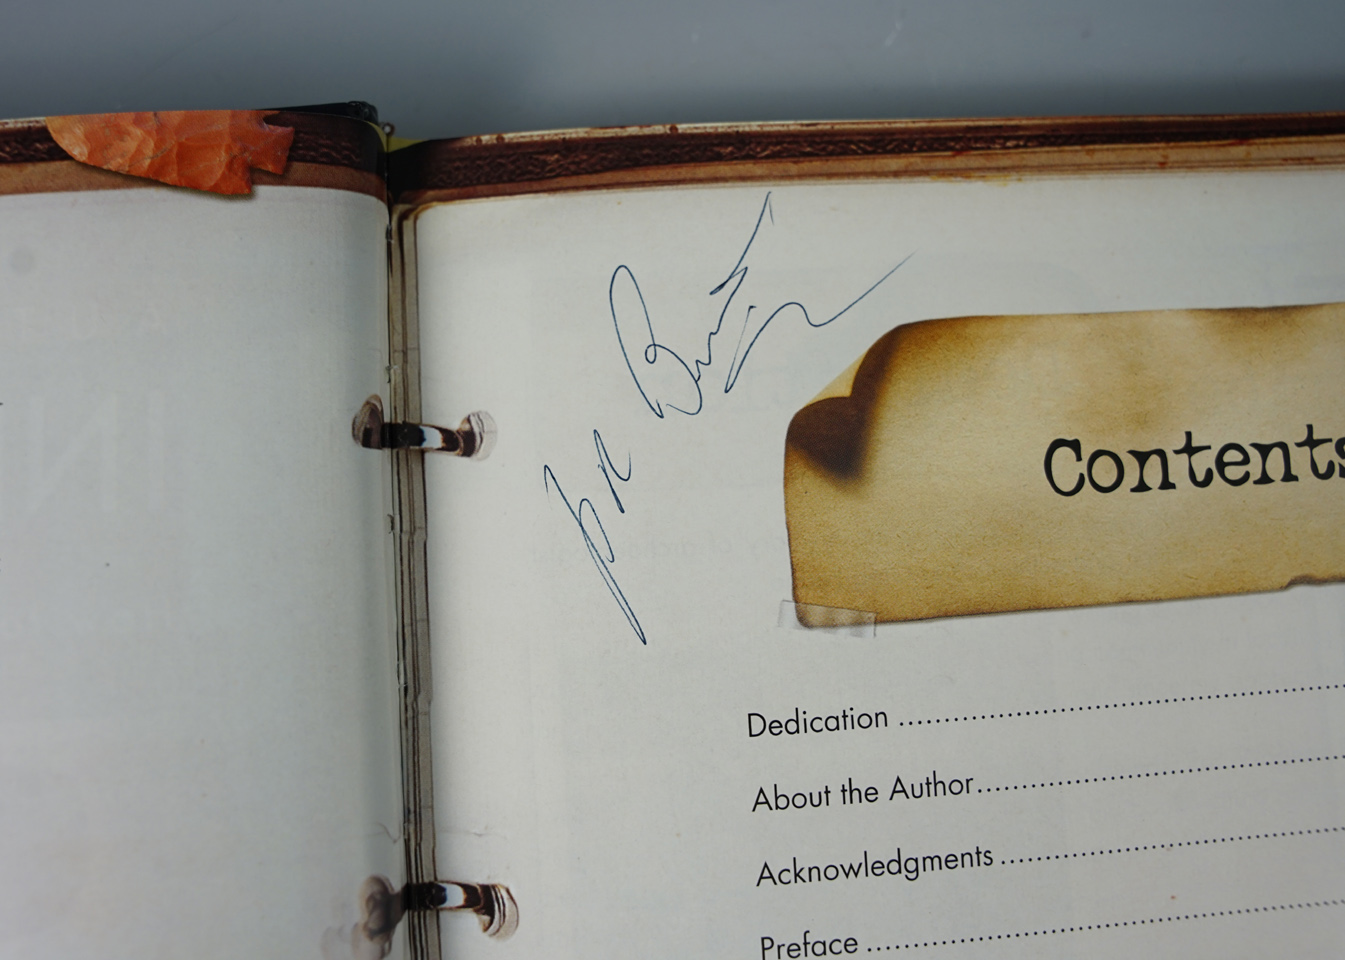 Contents
Dedication
About the Author
Acknowledgments
Preface